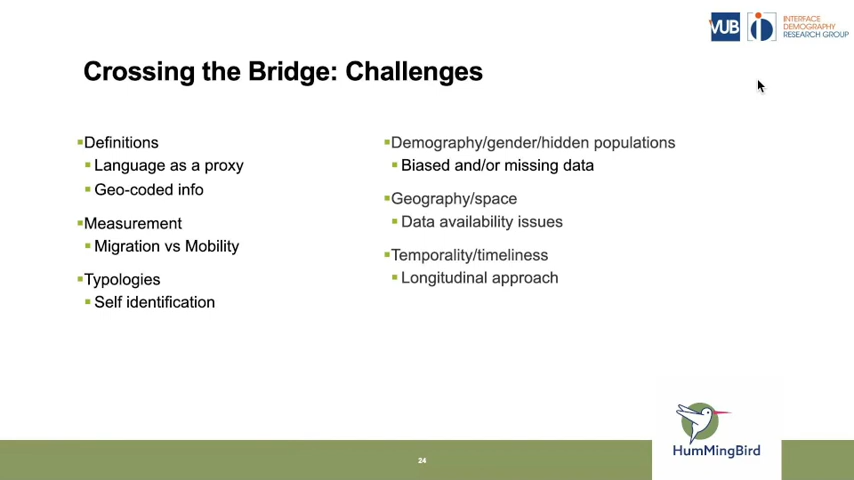 VUB
INTERFACE
DEMOGRAPHY
RESEARCH GROUP
Crossing the Bridge: Challenges
Definitions
Language as a proxy
Geo-coded info
Measurement
Migration vs Mobility
Typologies
Self identification
Demography/gender/hidden populations
Biased and/or missing data
Geography/space
Data availability issues
Temporality/timeliness
Longitudinal approach
24
HumMingBird